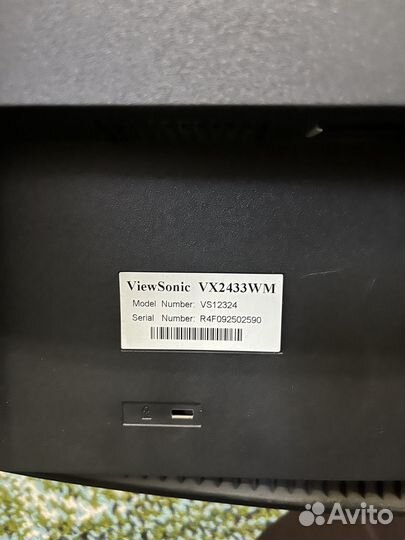 ViewSonic VX2433WM
Model Number: VS12324
Serial Number: R4F092502590
Avito